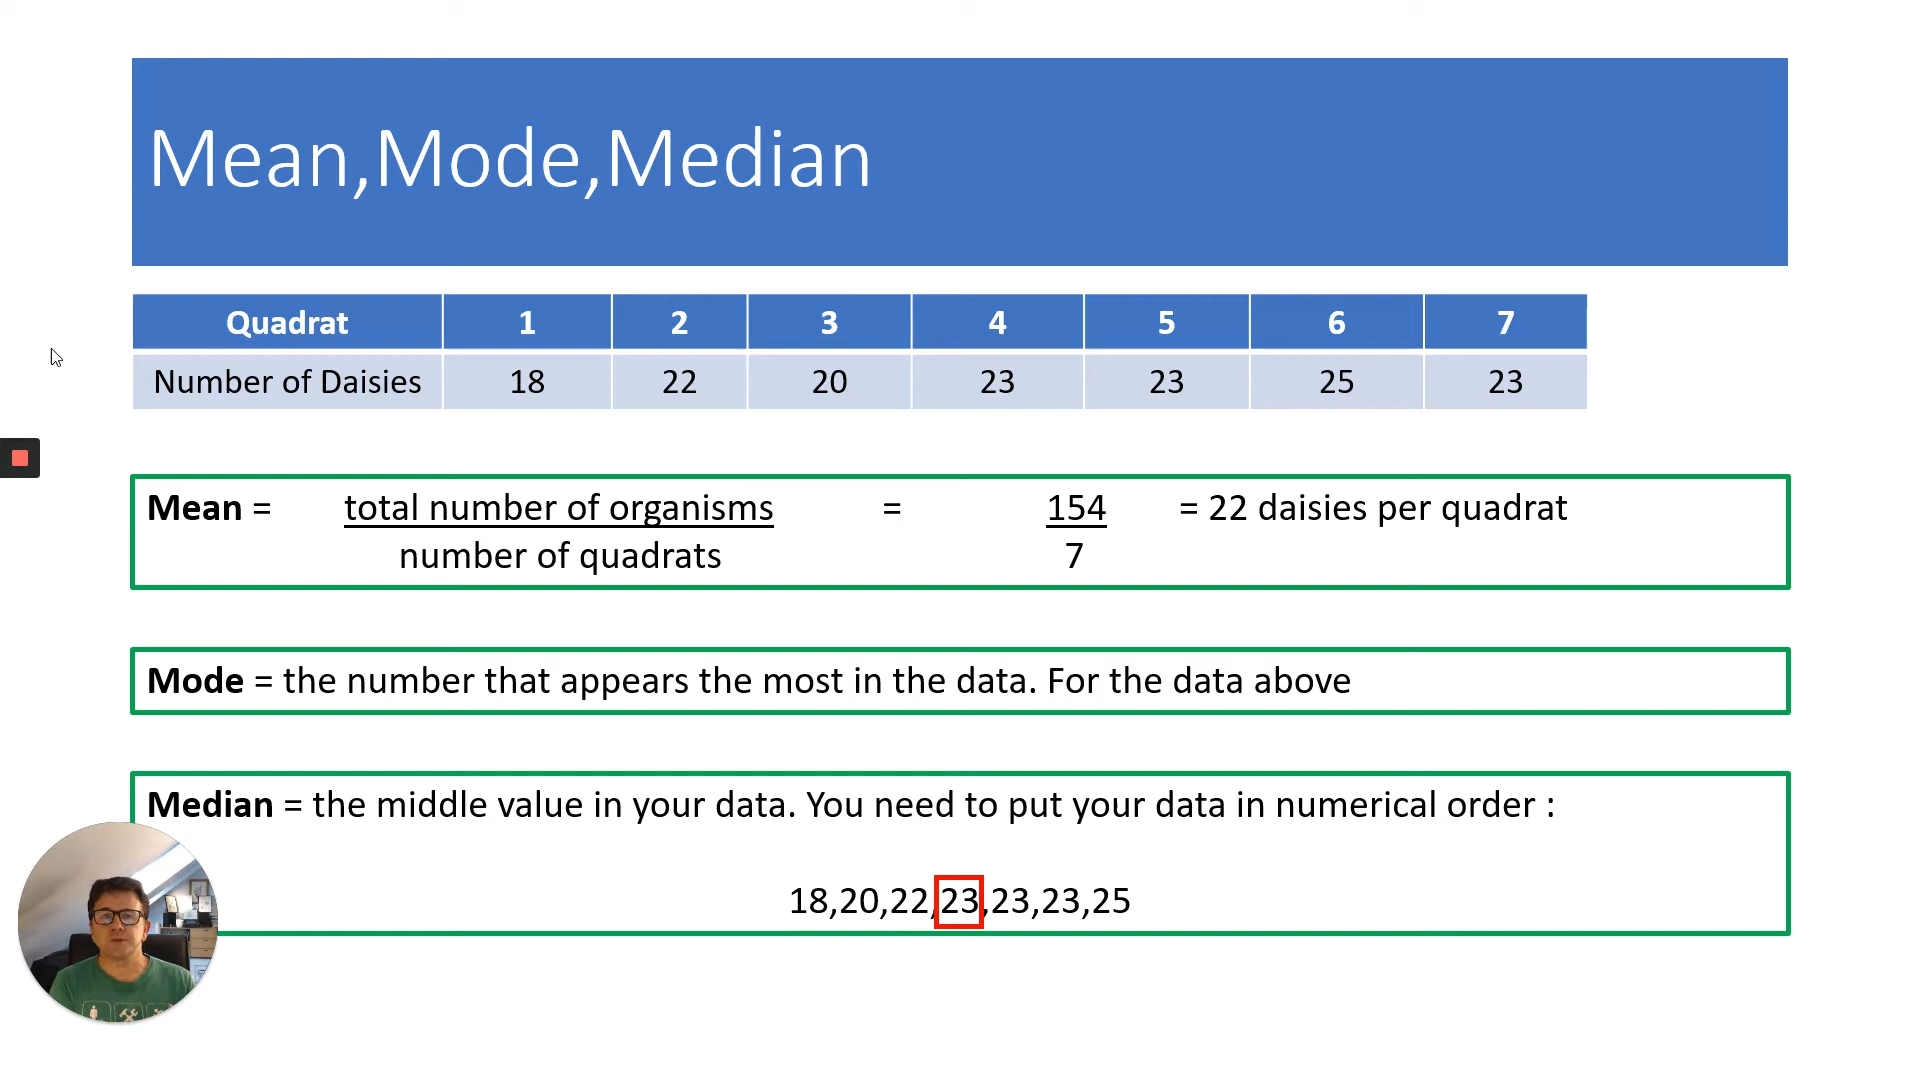 Mean,Mode,Median
Quadrat 1 2 3 4 5 6 7
Number of Daisies 18 22 20 23 23 25 23
Mean = total number of organisms = 154 = 22 daisies per quadrat
number of quadrats 7
Mode = the number that appears the most in the data. For the data above
Median = the middle value in your data. You need to put your data in numerical order :
18,20,22,23,23,23,25